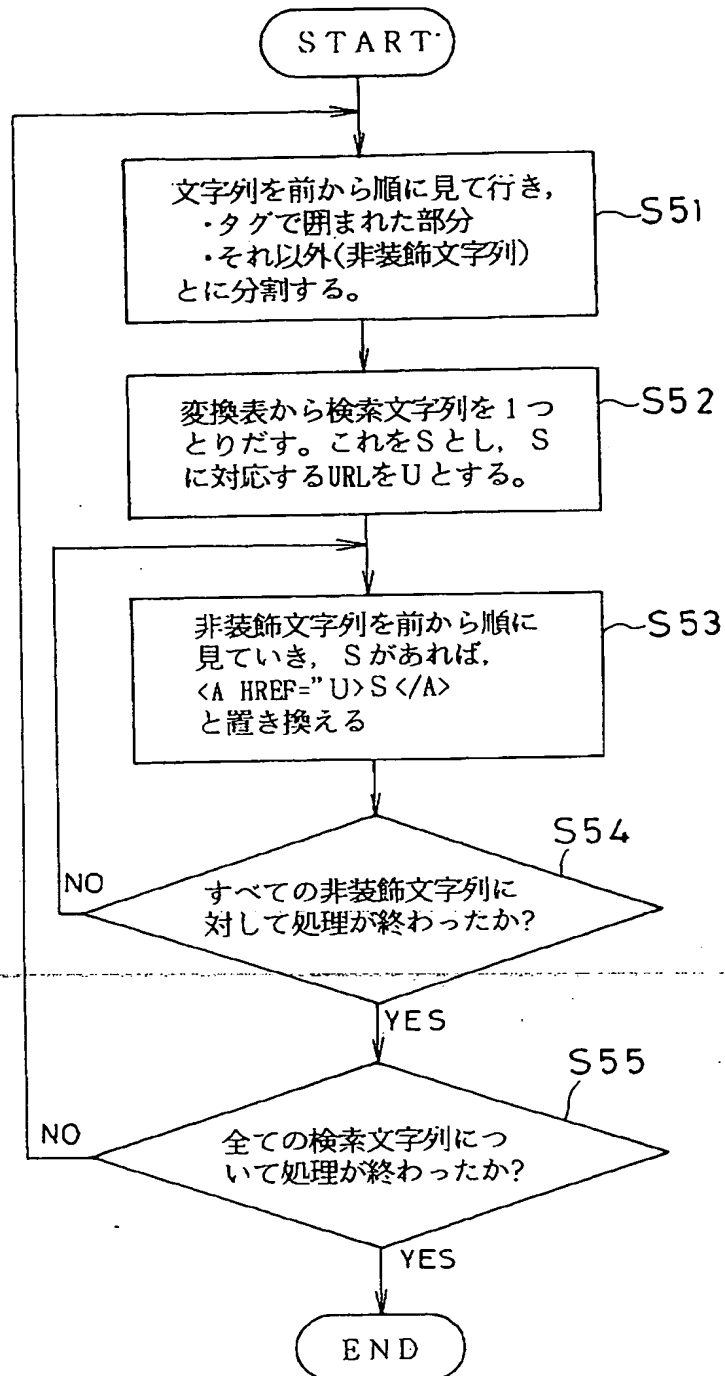 START
文字列を前から順に見て行き,
・タグで囲まれた部分
・それ以外(非装飾文字列)
とに分割する。
S51
変換表から検索文字列を1つ
とりだす。これをSとし, S
に対応するURLをUとする。
S52
非装飾文字列を前から順に
見ていき, Sがあれば,
<A HREF="U>S</A>
と置き換える
S53
S54
すべての非装飾文字列に
対して処理が終わったか?
NO
YES
S55
全ての検索文字列につ
いて処理が終わったか?
NO
YES
END